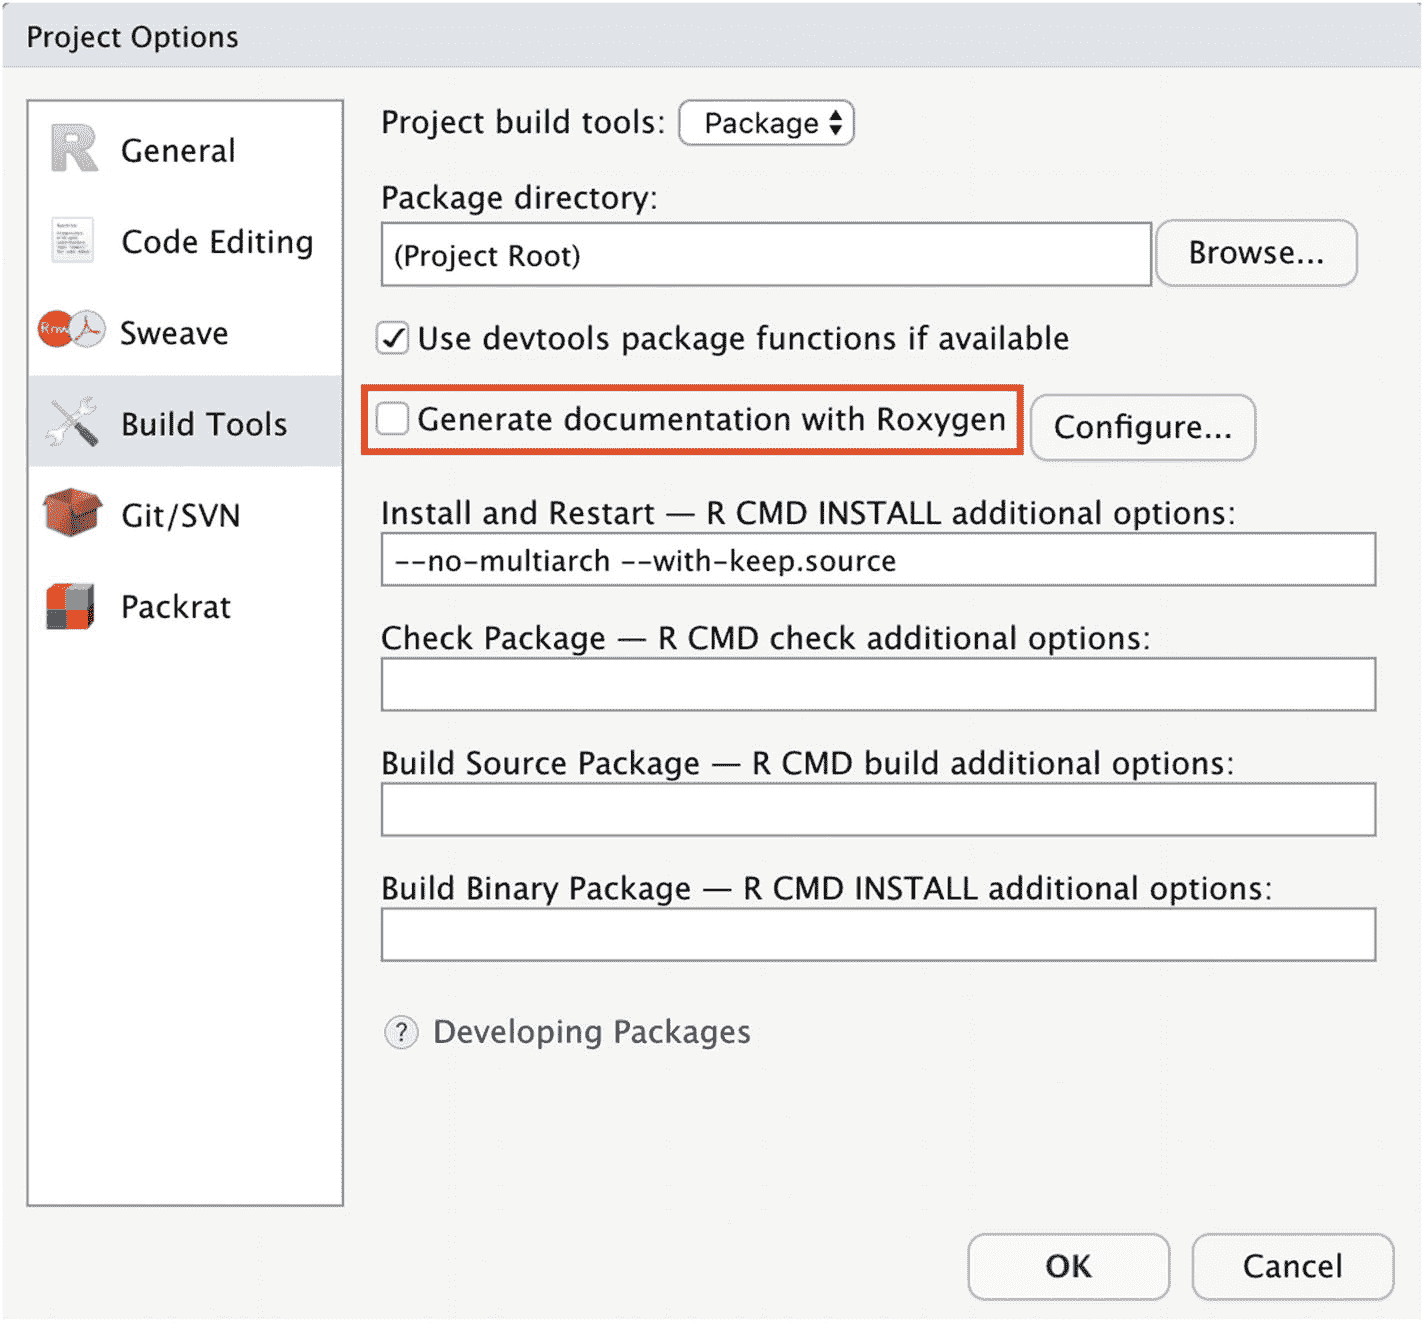 Project Options
General
Code Editing
Sweave
Build Tools
Git/SVN
Packrat
Project build tools: Package
Package directory:
(Project Root) Browse...
Use devtools package functions if available
Generate documentation with Roxygen Configure...
Install and Restart — R CMD INSTALL additional options:
--no-multiarch --with-keep.source
Check Package — R CMD check additional options:
Build Source Package — R CMD build additional options:
Build Binary Package — R CMD INSTALL additional options:
? Developing Packages
OK Cancel